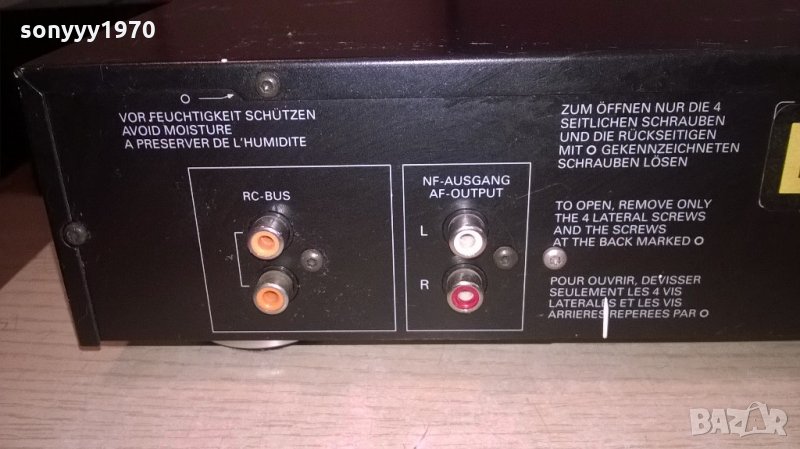 sonyyy1970
VOR FEUCHTIGKEIT SCHÜTZEN
AVOID MOISTURE
A PRESERVER DE L'HUMIDITE
RC-BUS
NF-AUSGANG
AF-OUTPUT
L
R
ZUM ÖFFNEN NUR DIE 4
SEITLICHEN SCHRAUBEN
UND DIE RÜCKSEITIGEN
MIT O GEKENNZEICHNETEN
SCHRAUBEN LÖSEN
TO OPEN, REMOVE ONLY
THE 4 LATERAL SCREWS
AND THE SCREWS
AT THE BACK MARKED O
POUR OUVRIR, DEVISSER
SEULEMENT LES 4 VIS
LATERALES ET LES VIS
ARRIERES REPEREES PAR O
BAZAR